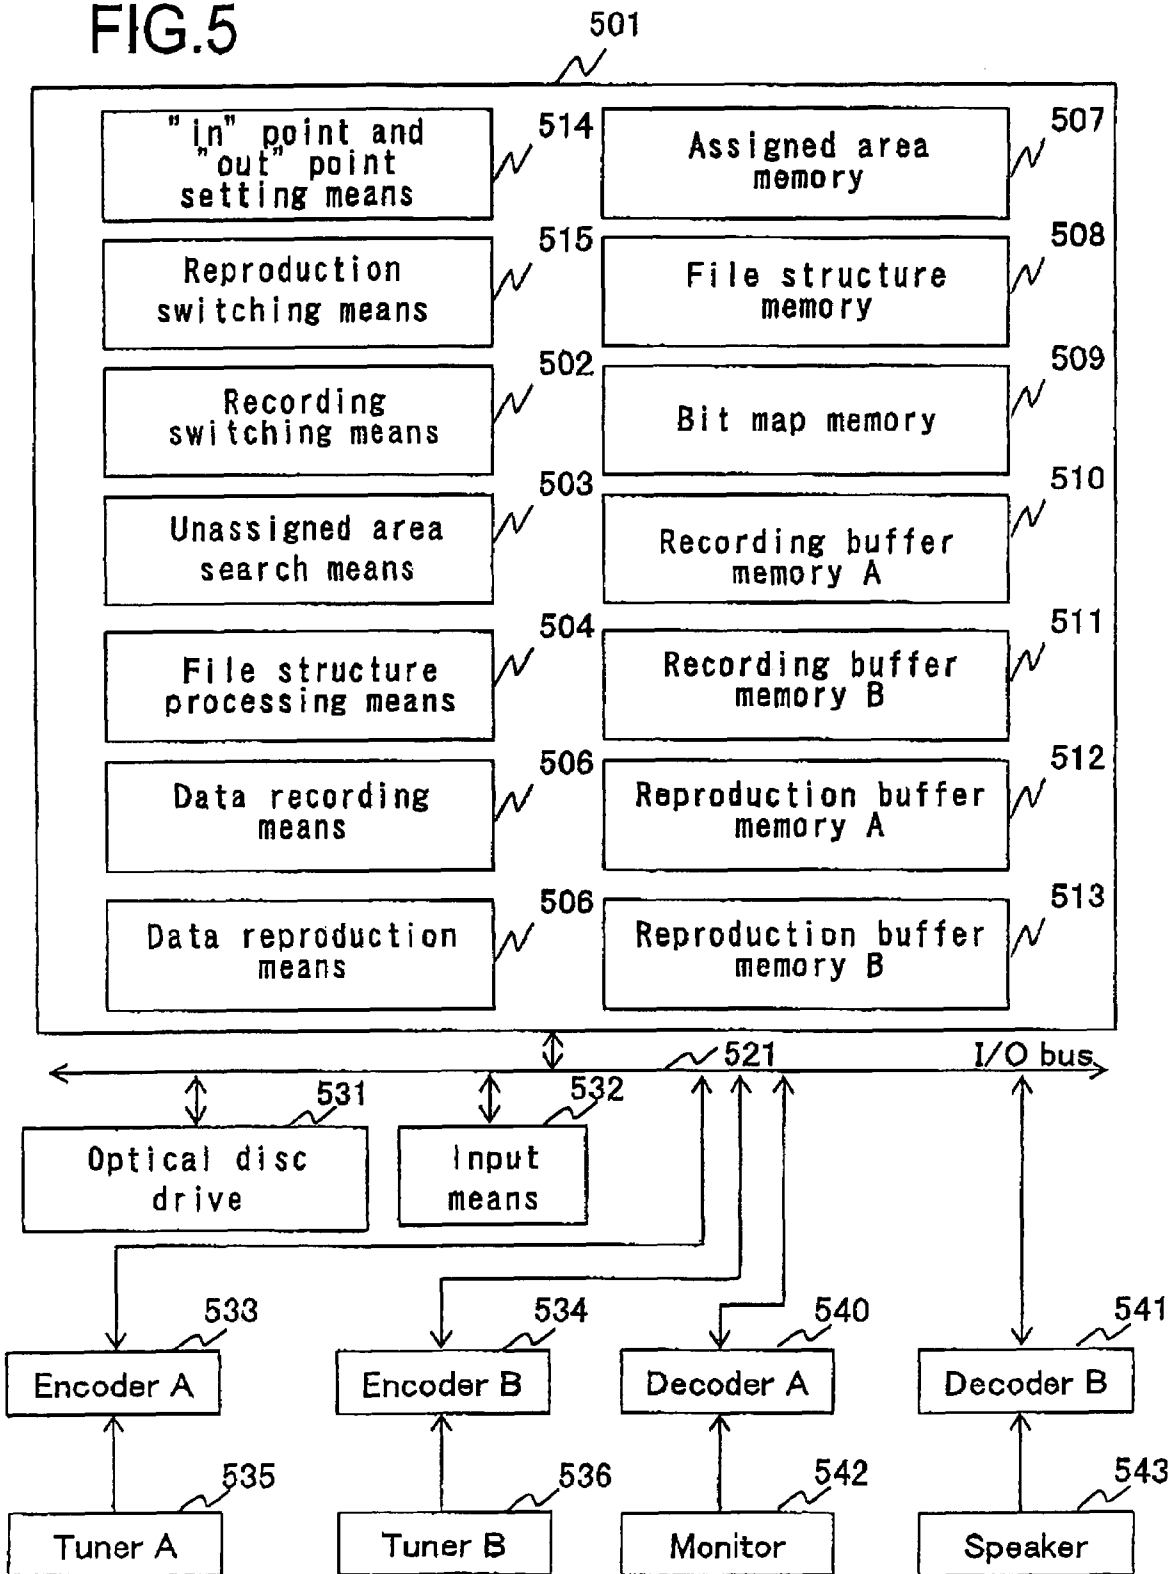 FIG.5
501
"in" point and
"out" point
setting means
514
Assigned area
memory
507
Reproduction
switching means
515
File structure
memory
508
Recording
switching means
502
Bit map memory
509
Unassigned area
search means
503
Recording buffer
memory A
510
File structure
processing means
504
Recording buffer
memory B
511
Data recording
means
506
Reproduction buffer
memory A
512
Data reproduction
means
506
Reproduction buffer
memory B
513
521
I/O bus
531
Optical disc
drive
532
Input
means
533
Encoder A
534
Encoder B
540
Decoder A
541
Decoder B
535
Tuner A
536
Tuner B
542
Monitor
543
Speaker